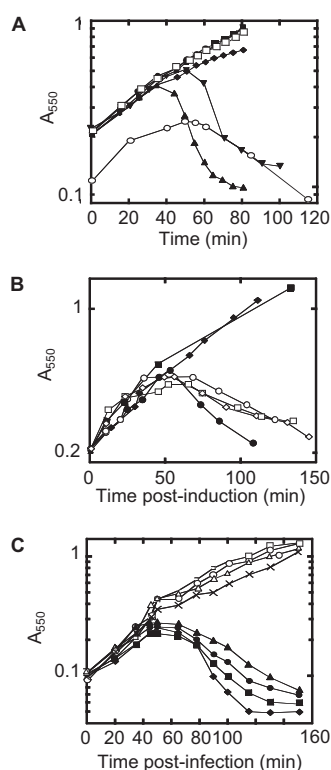 A
1
A550
0.1
0 20 40 60 80 100 120
Time (min)
B
1
A550
0.2
0 50 100 150
Time post-induction (min)
C
1
A550
0.1
0 20 40 60 80 100 120 160
Time post-infection (min)